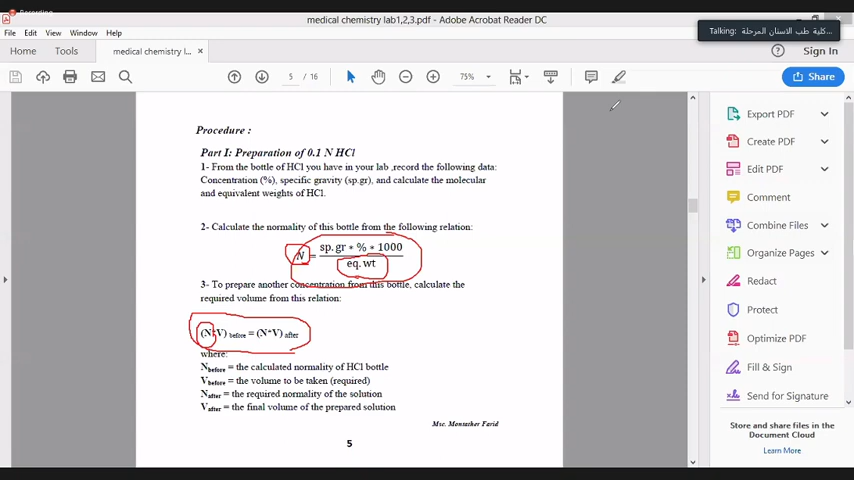 Recording
medical chemistry lab1,2,3.pdf - Adobe Acrobat Reader DC
Talking: كلية طب الاسنان المرحلة...
File Edit View Window Help
Home Tools medical chemistry l... ×
Sign In
5 / 16
75%
Share
Procedure :
Part I: Preparation of 0.1 N HCl
1- From the bottle of HCl you have in your lab ,record the following data:
Concentration (%), specific gravity (sp.gr), and calculate the molecular
and equivalent weights of HCl.
2- Calculate the normality of this bottle from the following relation:
N = sp.gr * % * 1000
eq.wt
3- To prepare another concentration from this bottle, calculate the
required volume from this relation:
(N*V) before = (N*V) after
where:
Nbefore = the calculated normality of HCl bottle
Vbefore = the volume to be taken (required)
Nafter = the required normality of the solution
Vafter = the final volume of the prepared solution
Msc. Montather Farid
5
Export PDF
Create PDF
Edit PDF
Comment
Combine Files
Organize Pages
Redact
Protect
Optimize PDF
Fill & Sign
Send for Signature
Store and share files in the
Document Cloud
Learn More